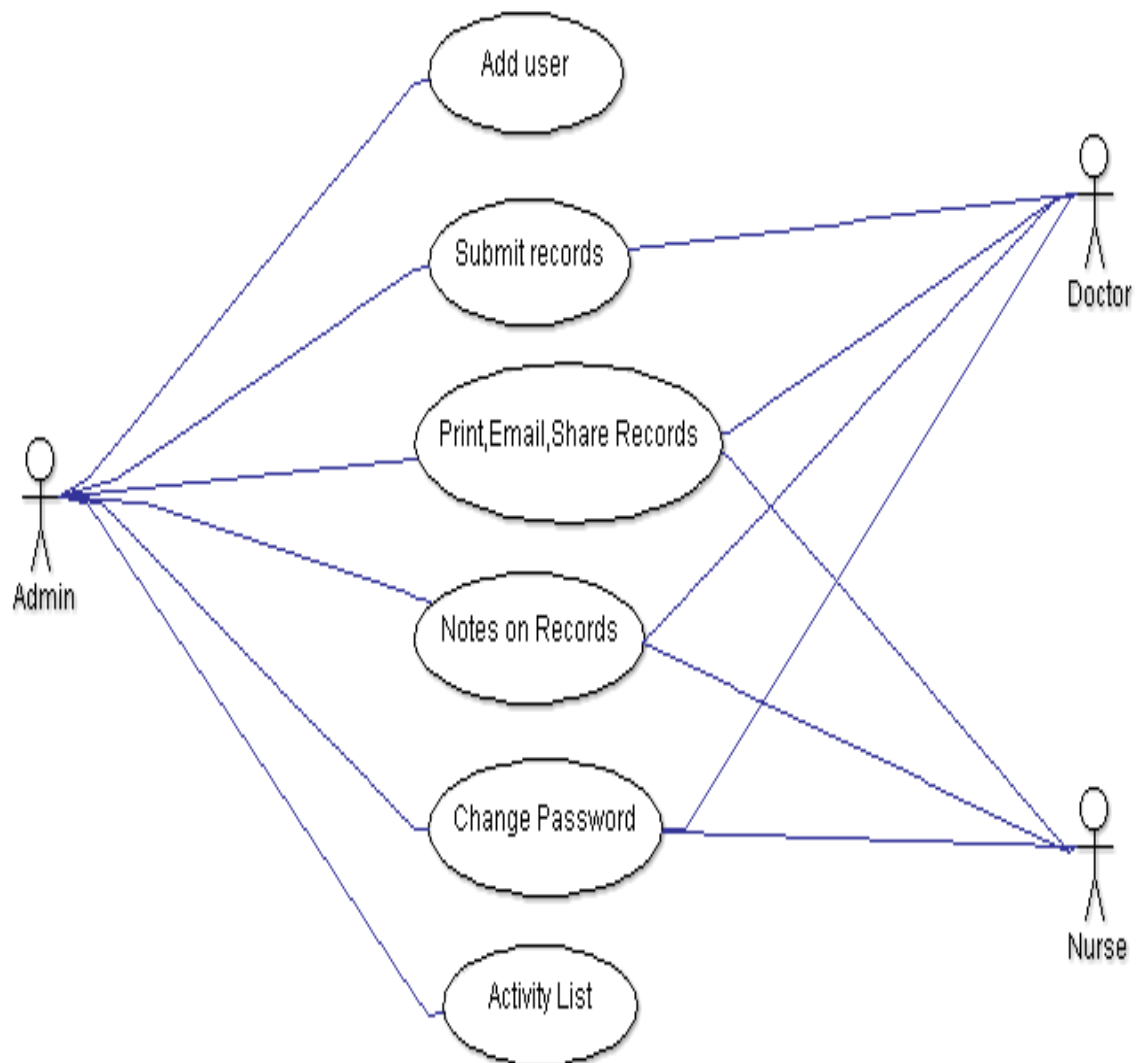 Add user
Submit records
Doctor
Print,Email,Share Records
Admin
Notes on Records
Change Password
Nurse
Activity List